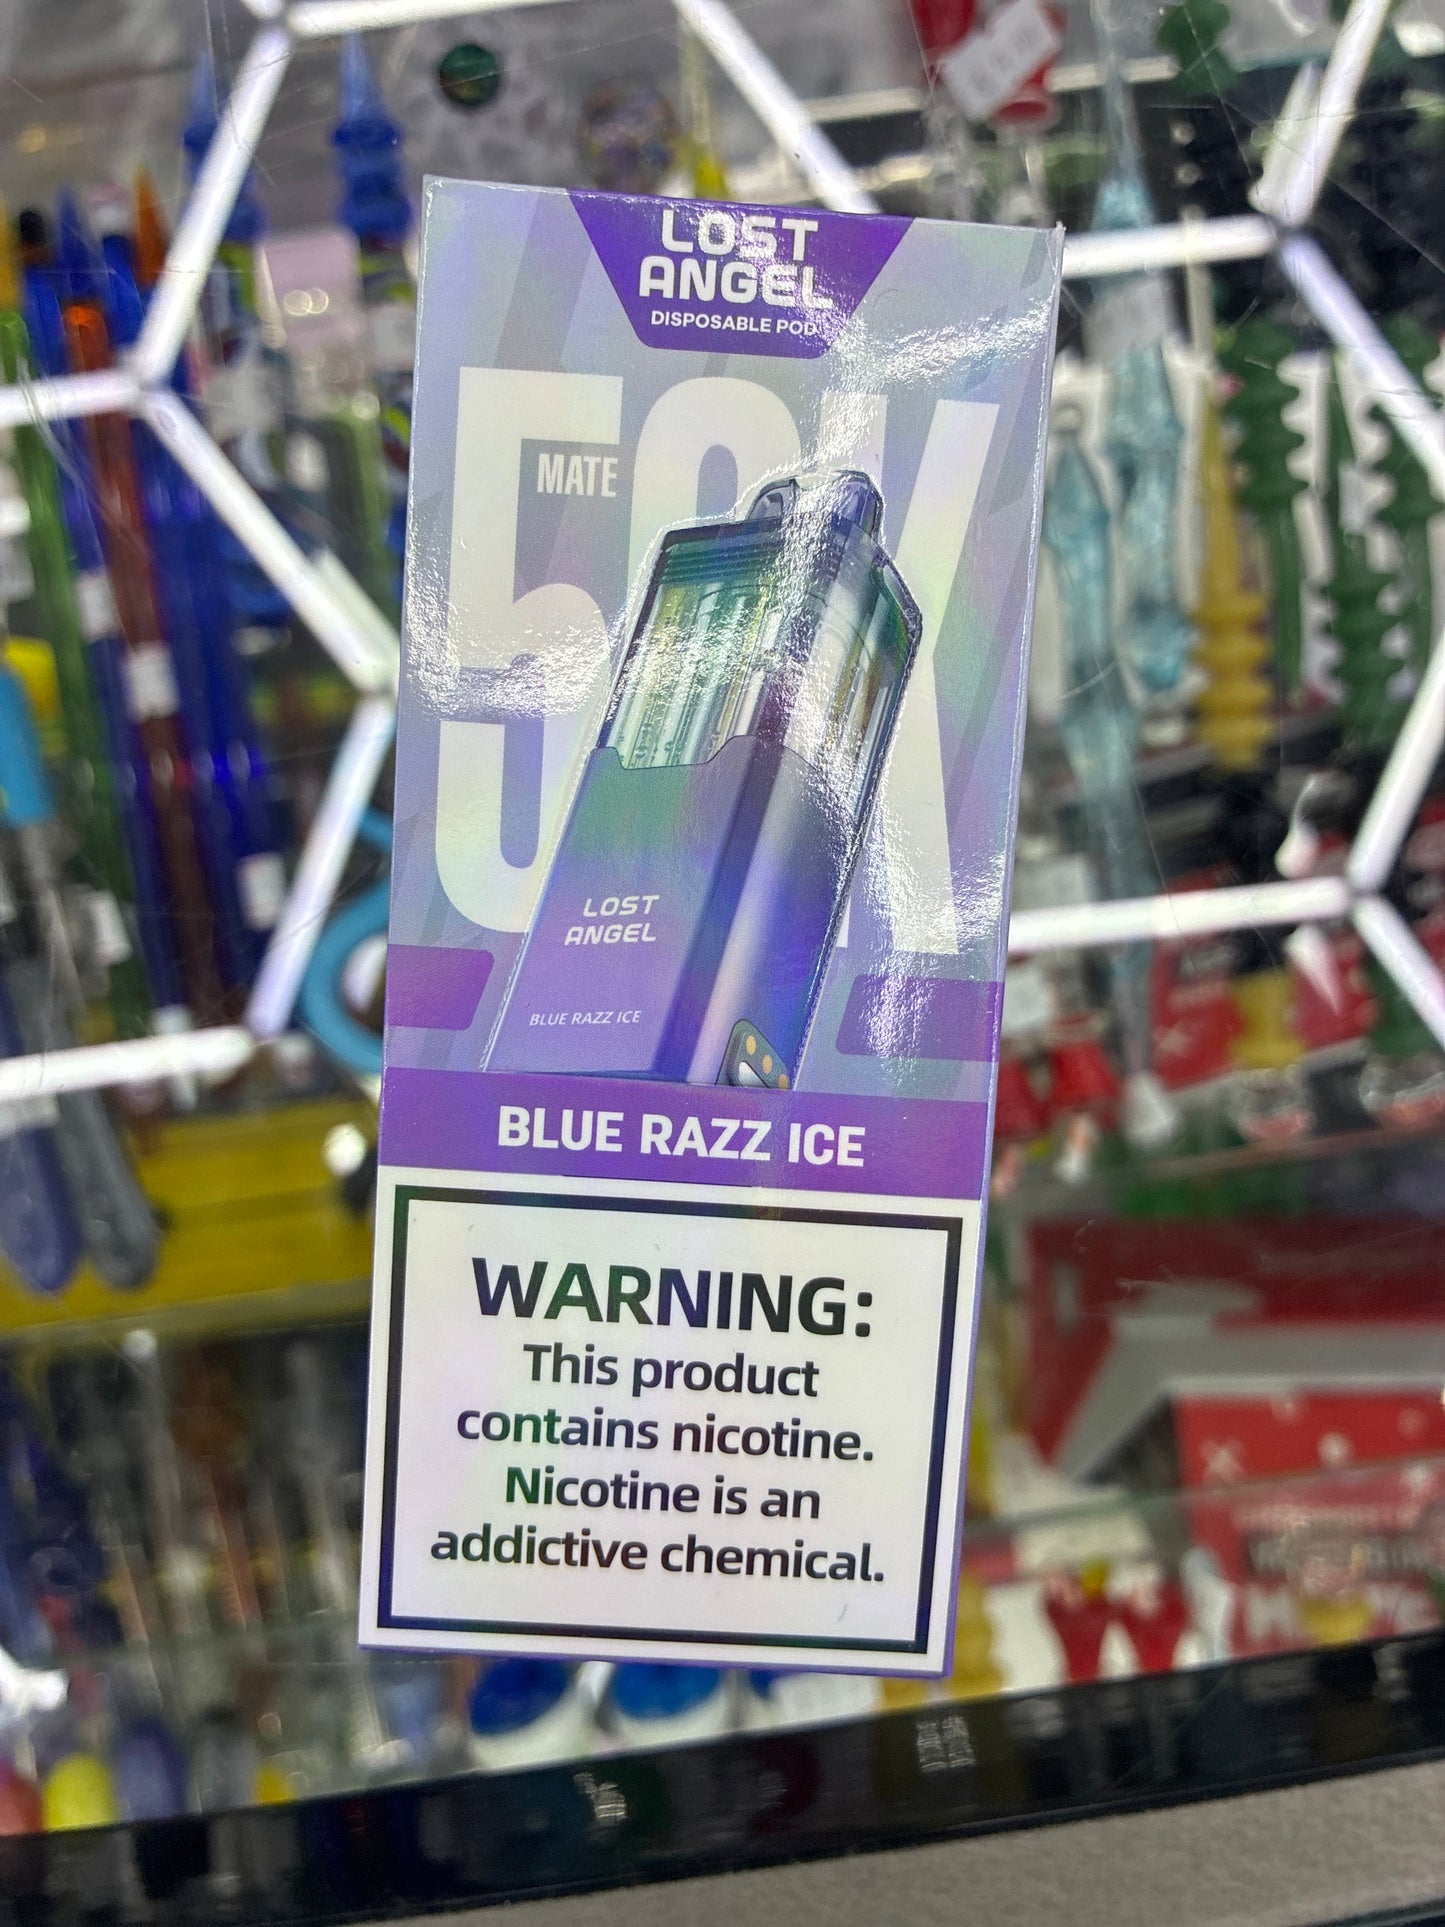 LOST
ANGEL
DISPOSABLE POD
50K
MATE
LOST
ANGEL
BLUE RAZZ ICE
BLUE RAZZ ICE
WARNING:
This product
contains nicotine.
Nicotine is an
addictive chemical.